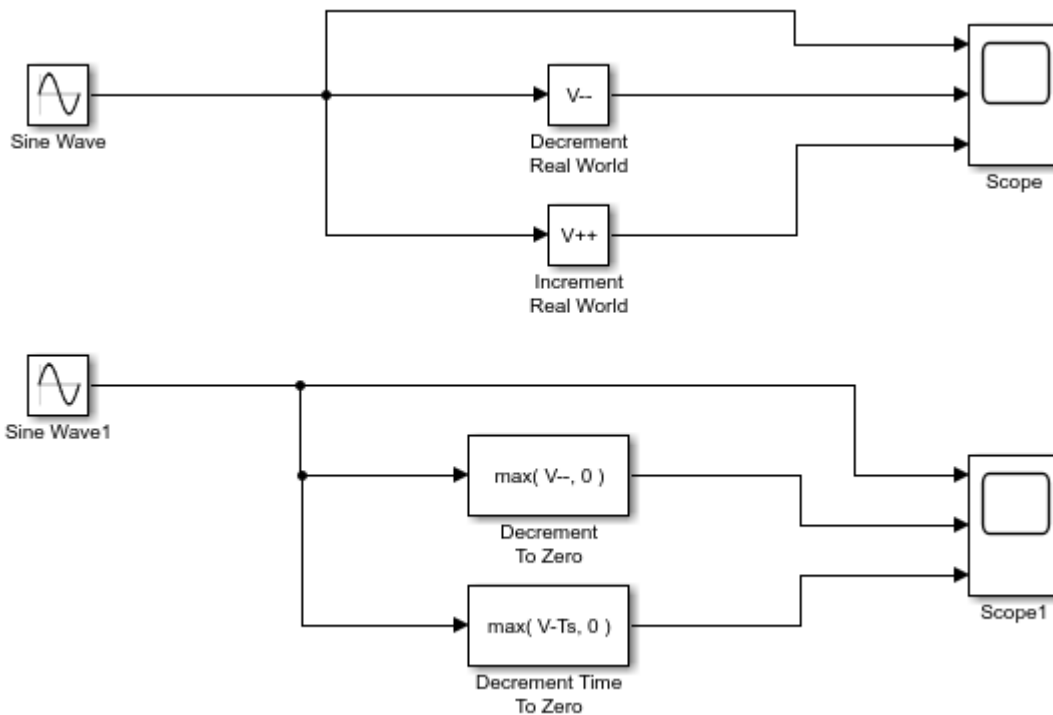 V--
Sine Wave
Decrement
Real World
Scope
V++
Increment
Real World
Sine Wave1
max( V--, 0 )
Decrement
To Zero
Scope1
max( V-Ts, 0 )
Decrement Time
To Zero